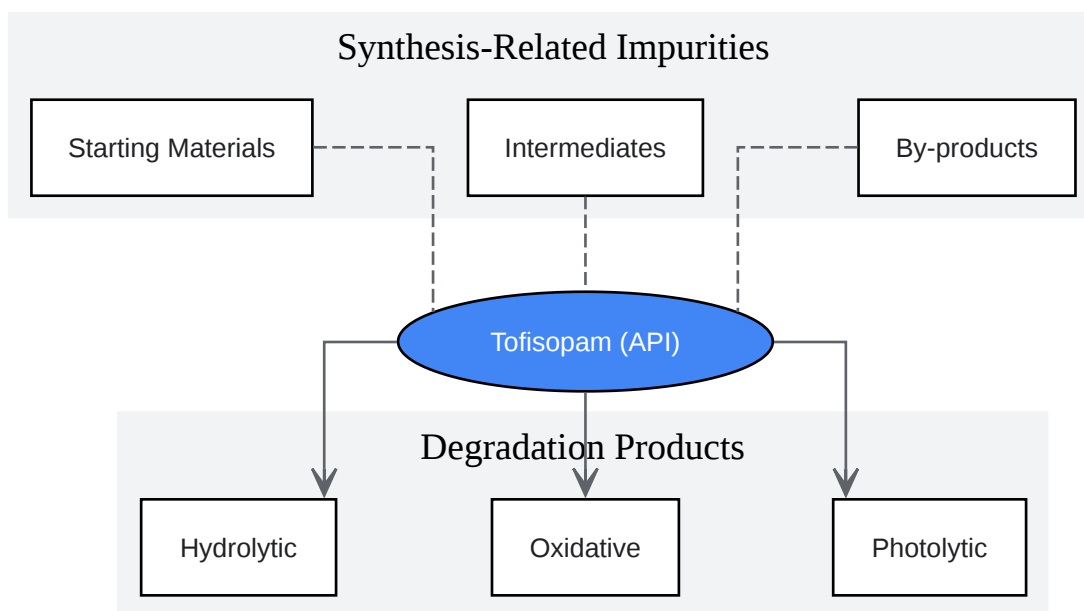 Synthesis-Related Impurities
Starting Materials
Intermediates
By-products
Tofisopam (API)
Degradation Products
Hydrolytic
Oxidative
Photolytic